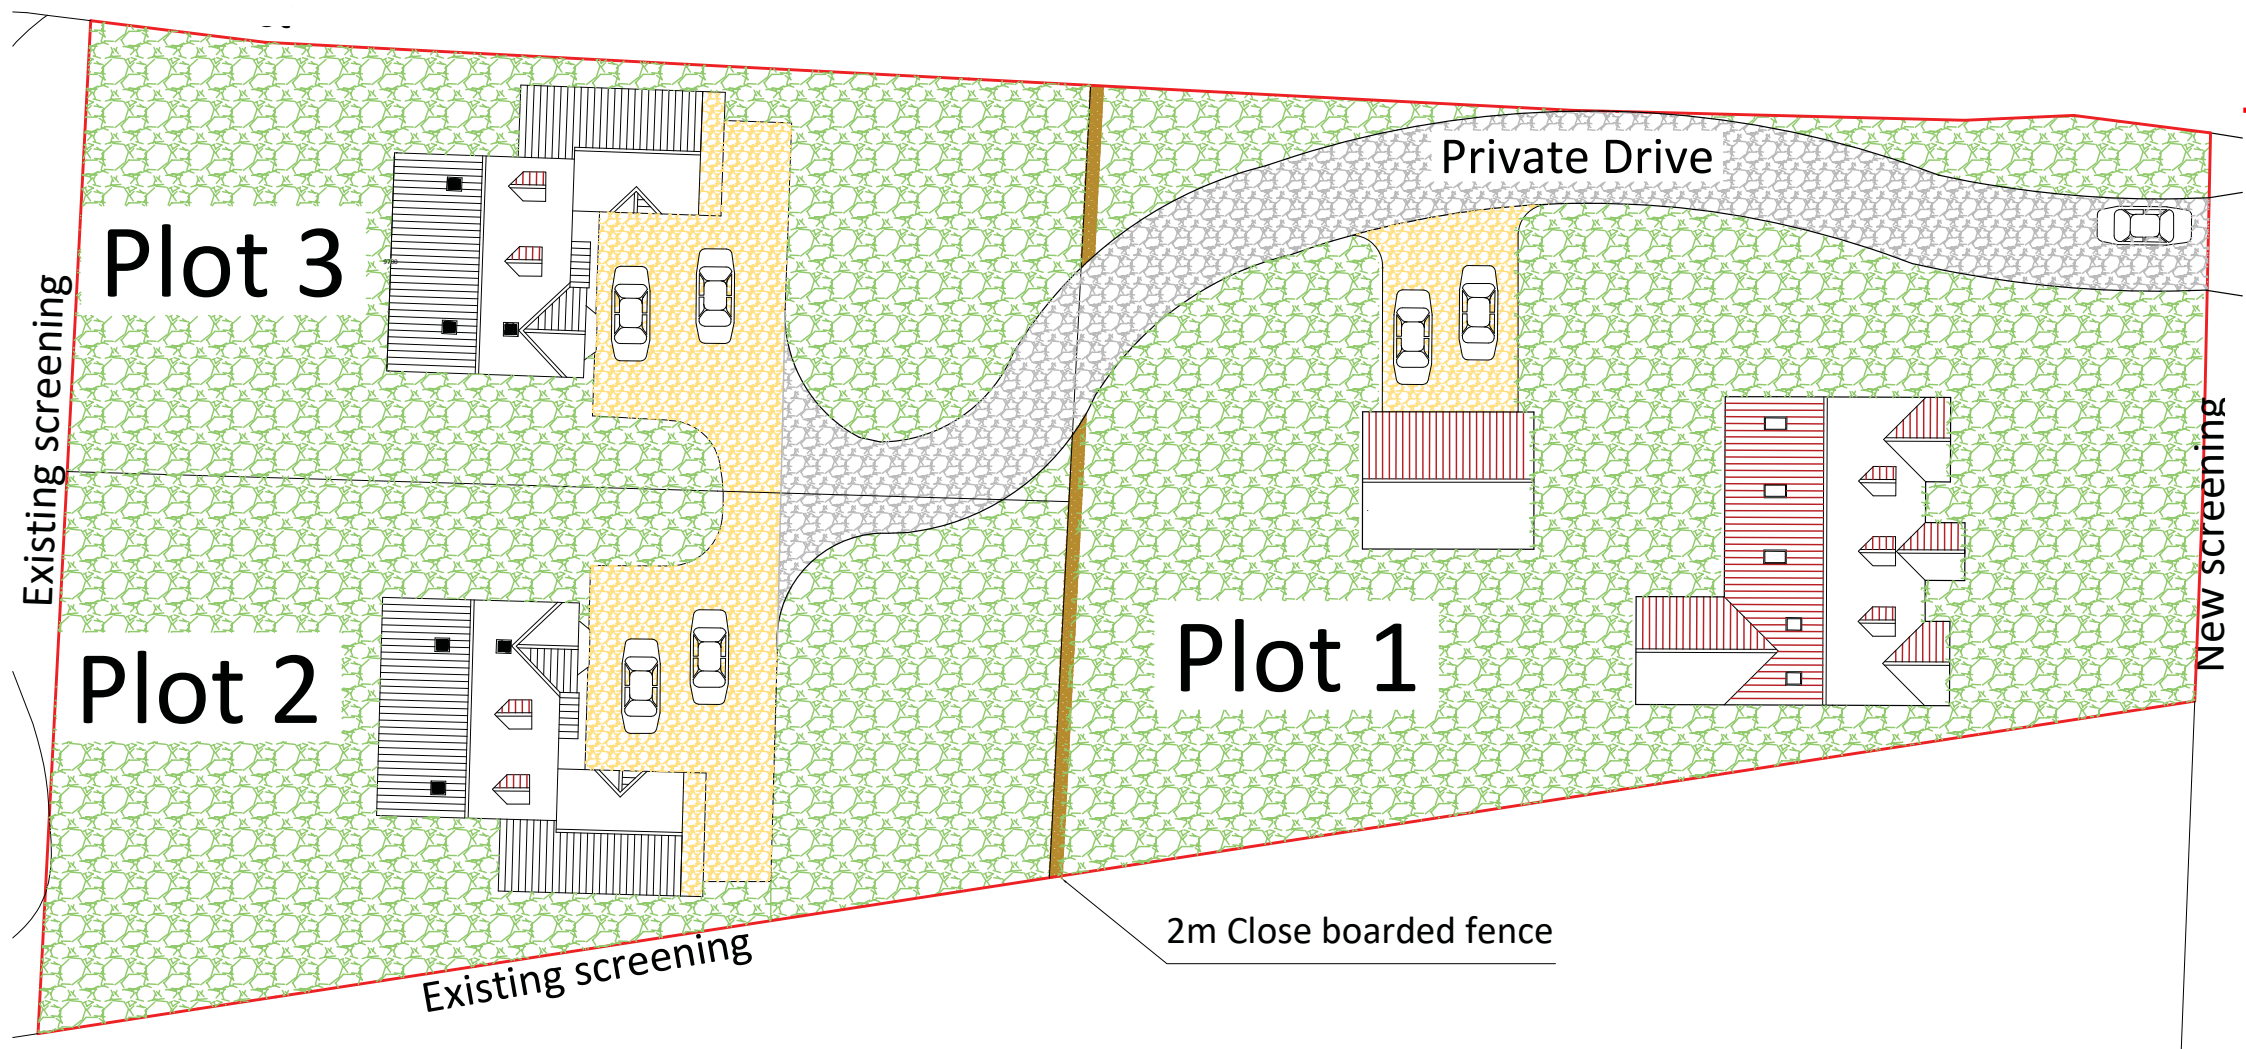 Private Drive
Plot 3
Existing screening
New screening
Plot 2
Plot 1
2m Close boarded fence
Existing screening